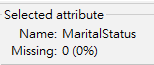 Selected attribute
Name: MaritalStatus
Missing: 0 (0%)